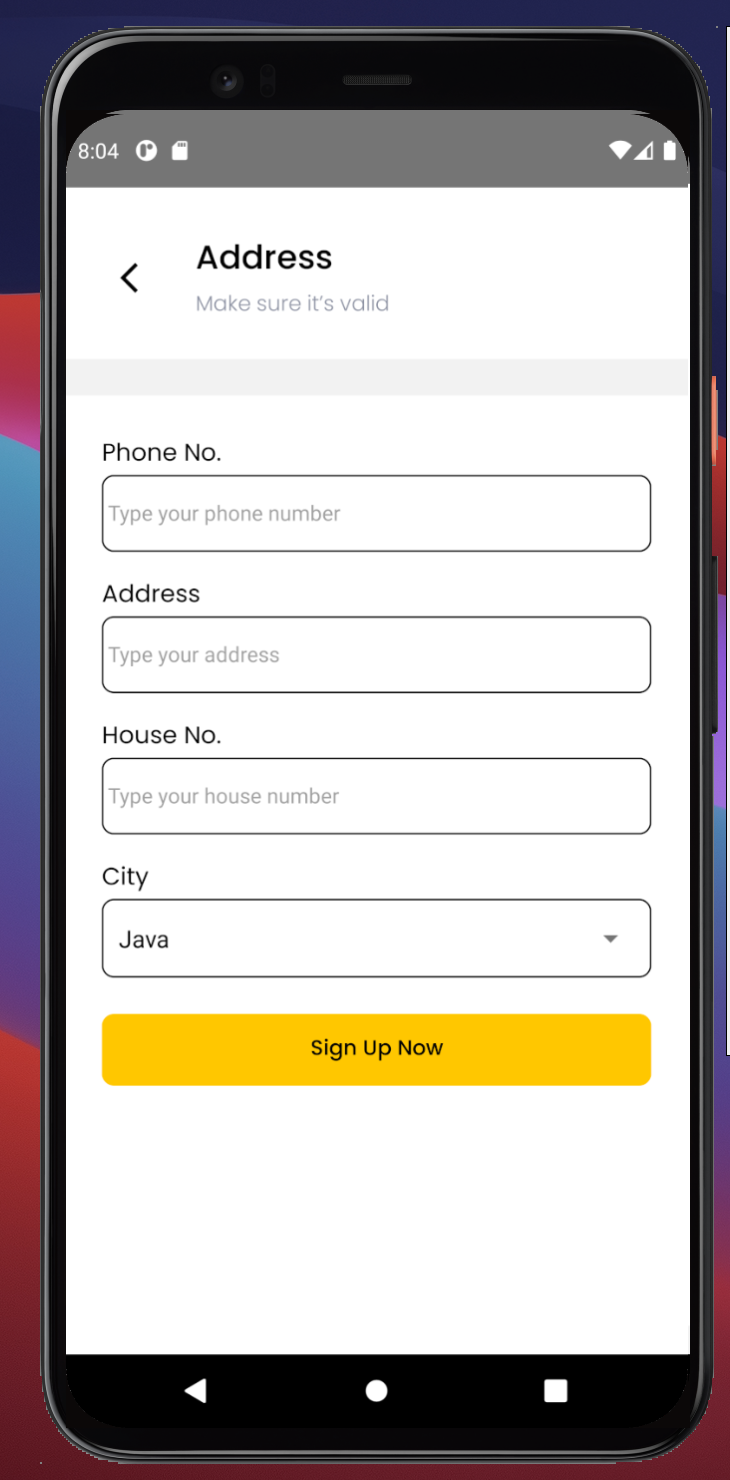 8:04
Address
Make sure it's valid
Phone No.
Type your phone number
Address
Type your address
House No.
Type your house number
City
Java
Sign Up Now